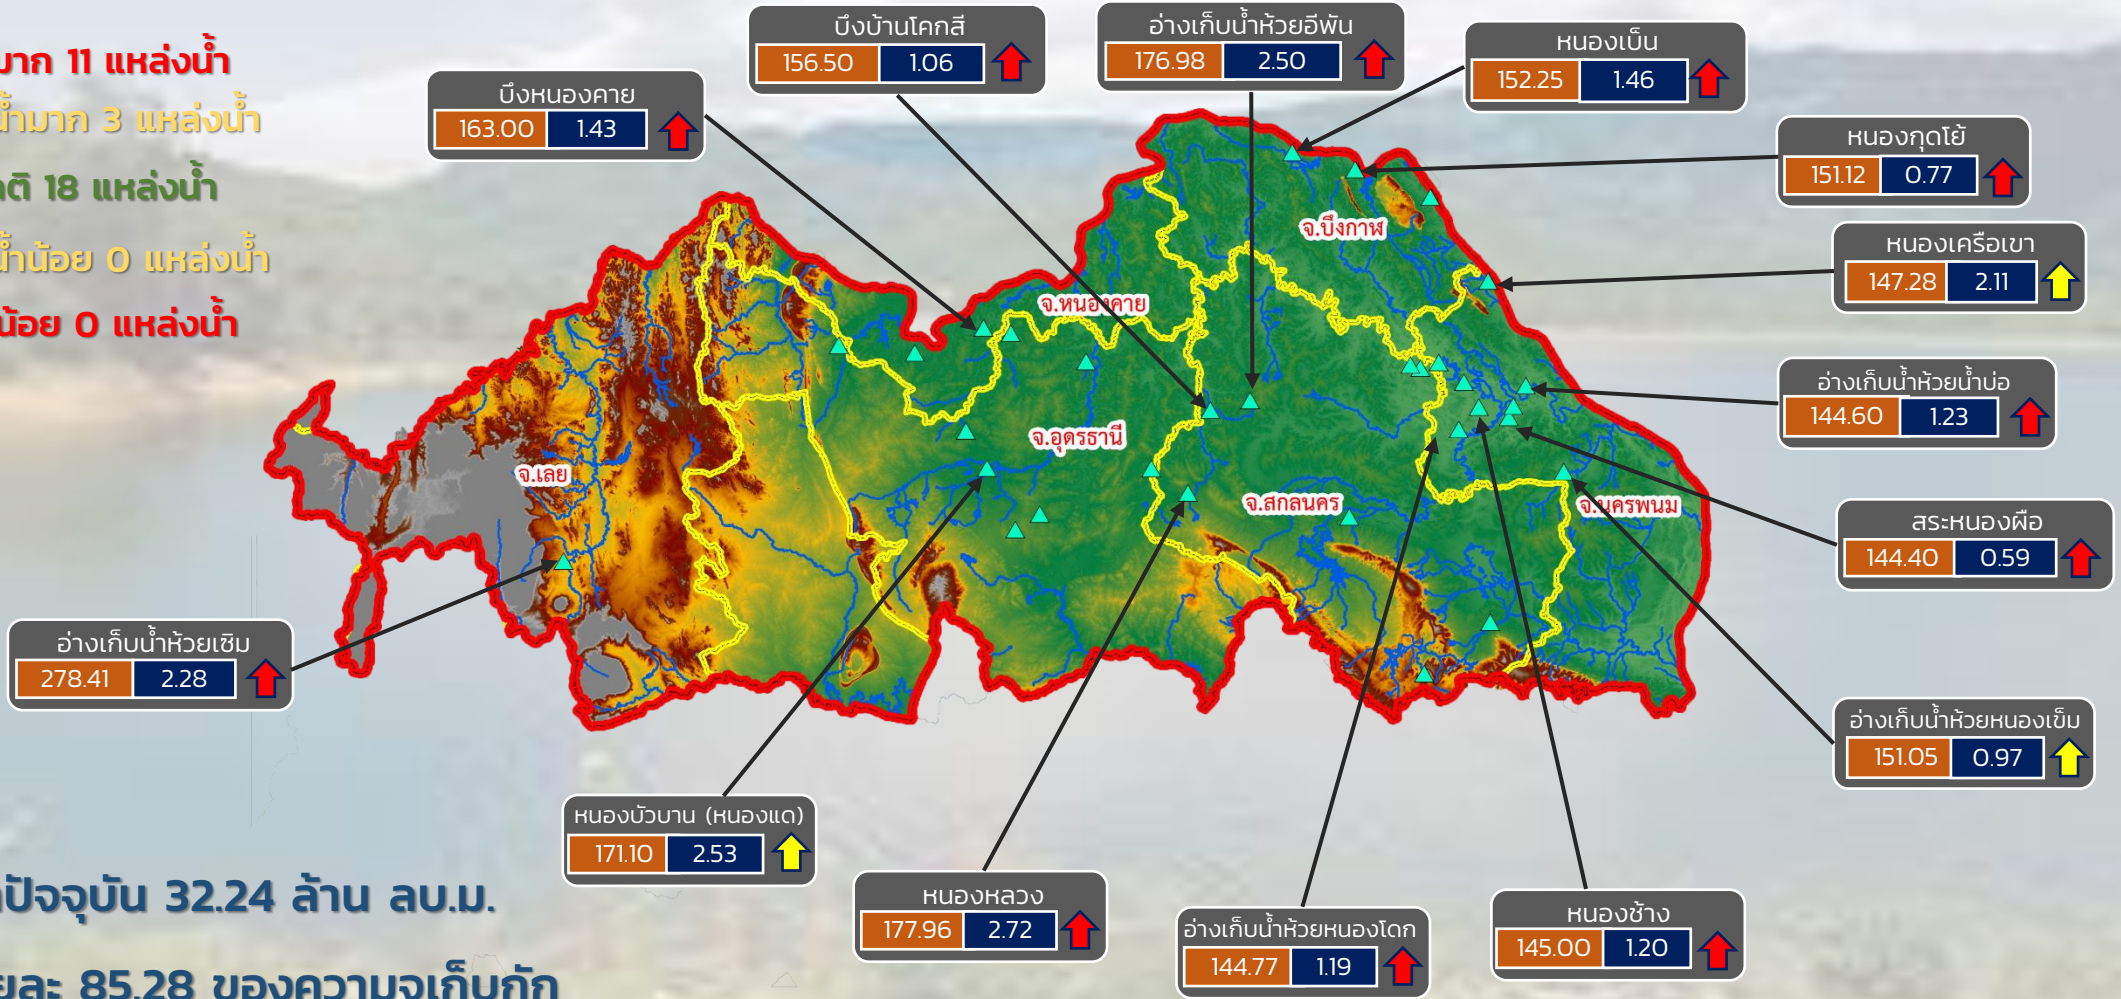 มาก 11 แหล่งน้ำ
น้ำมาก 3 แหล่งน้ำ
18 แหล่งน้ำ
น้ำน้อย 0 แหล่งน้ำ
น้อย 0 แหล่งน้ำ
บึงหนองคาย
163.00 1.43
บึงบ้านโคกสี
156.50 1.06
อ่างเก็บน้ำห้วยอีพัน
176.98 2.50
หนองเบ็น
152.25 1.46
หนองกุดโย้
151.12 0.77
หนองเครือเขา
147.28 2.11
อ่างเก็บน้ำห้วยน้ำบ่อ
144.60 1.23
สระหนองผือ
144.40 0.59
อ่างเก็บน้ำห้วยหนองเข็ม
151.05 0.97
จ.บึงกาฬ
จ.หนองคาย
จ.อุดรธานี
จ.เลย
จ.สกลนคร
จ.นครพนม
อ่างเก็บน้ำห้วยเซิม
278.41 2.28
หนองบัวบาน (หนองแด)
171.10 2.53
หนองหลวง
177.96 2.72
อ่างเก็บน้ำห้วยหนองโดก
144.77 1.19
หนองช้าง
145.00 1.20
ปัจจุบัน 32.24 ล้าน ลบ.ม.
ละ 85.28 ของความจุเก็บกัก